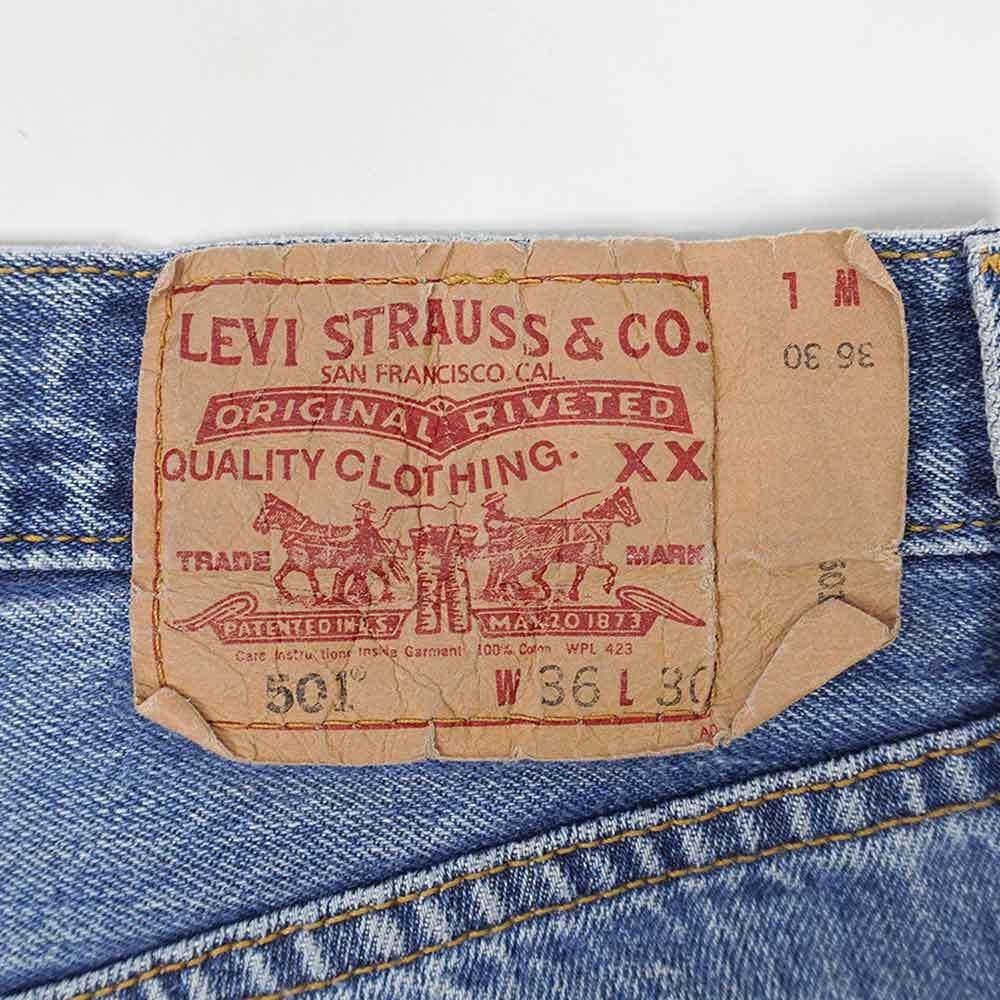 LEVI STRAUSS & CO.
SAN FRANCISCO, CAL.
ORIGINAL RIVETED
QUALITY CLOTHING. XX
TRADE MARK
PATENTED IN U.S. MAY 20 1873
Care Instructions Inside Garment 100% Cotton WPL 423
501® W 36 L 30
W L
36 30
501